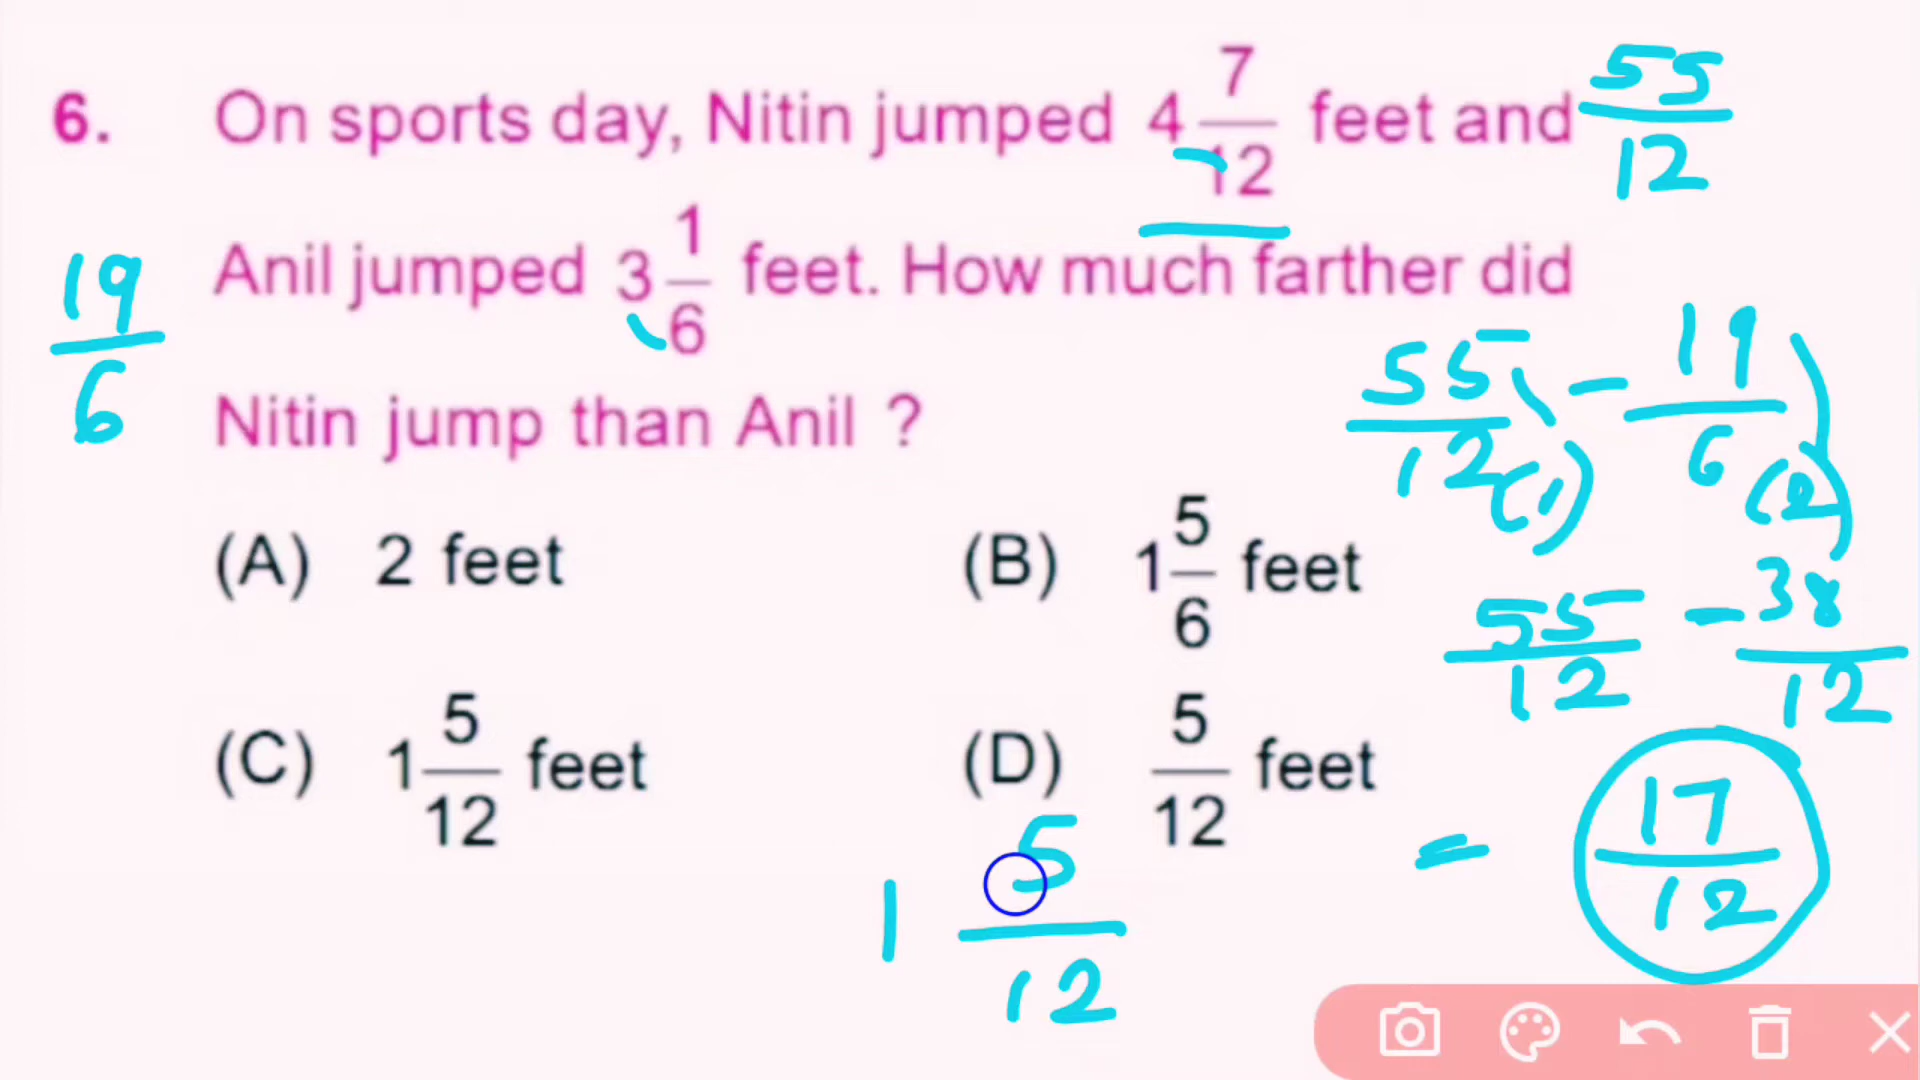 6. On sports day, Nitin jumped 4 7/12 feet and 55/12
Anil jumped 3 1/6 feet. How much farther did
19/6
Nitin jump than Anil ?
55/12 (1) - 19/6 (2)
(A) 2 feet (B) 1 5/6 feet
55/12 - 38/12
(C) 1 5/12 feet (D) 5/12 feet
= 17/12
1 5/12